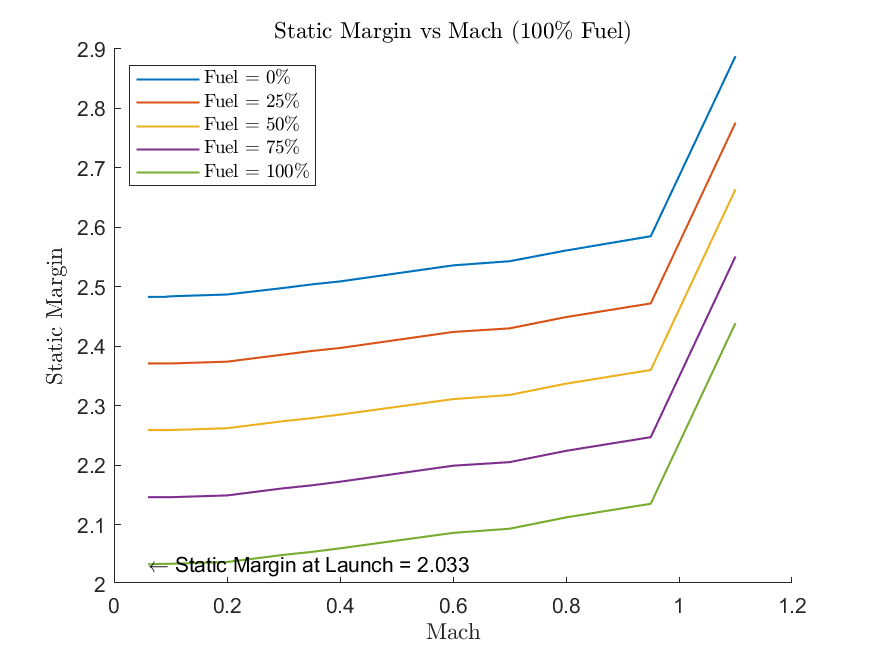 Static Margin vs Mach (100% Fuel)
2.9
2.8
2.7
2.6
2.5
2.4
2.3
2.2
2.1
2
Static Margin
Fuel = 0%
Fuel = 25%
Fuel = 50%
Fuel = 75%
Fuel = 100%
← Static Margin at Launch = 2.033
0
0.2
0.4
0.6
0.8
1
1.2
Mach